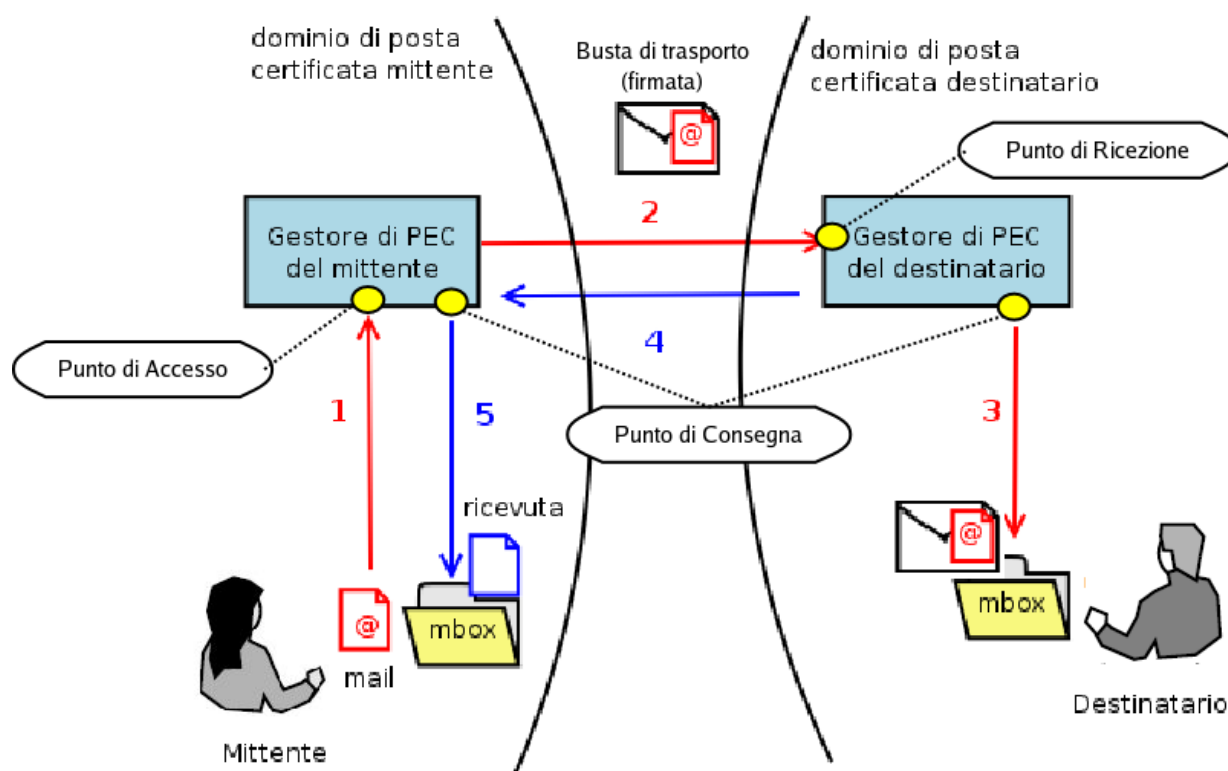 dominio di posta
certificata mittente
Busta di trasporto
(firmata)
dominio di posta
certificata destinatario
@
Punto di Ricezione
2
Gestore di PEC
del mittente
Gestore di PEC
del destinatario
4
Punto di Accesso
1
5
3
Punto di Consegna
ricevuta
@
@
mbox
mbox
mail
Mittente
Destinatario